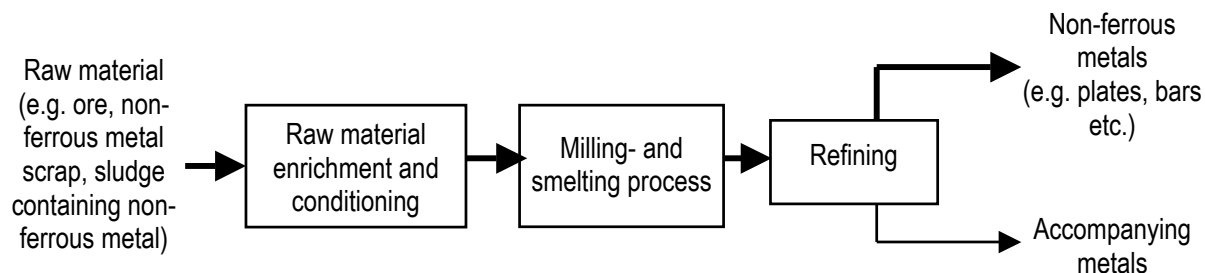 Raw material
(e.g. ore, non-
ferrous metal
scrap, sludge
containing non-
ferrous metal)
Raw material
enrichment and
conditioning
Milling- and
smelting process
Refining
Non-ferrous
metals
(e.g. plates, bars
etc.)
Accompanying
metals